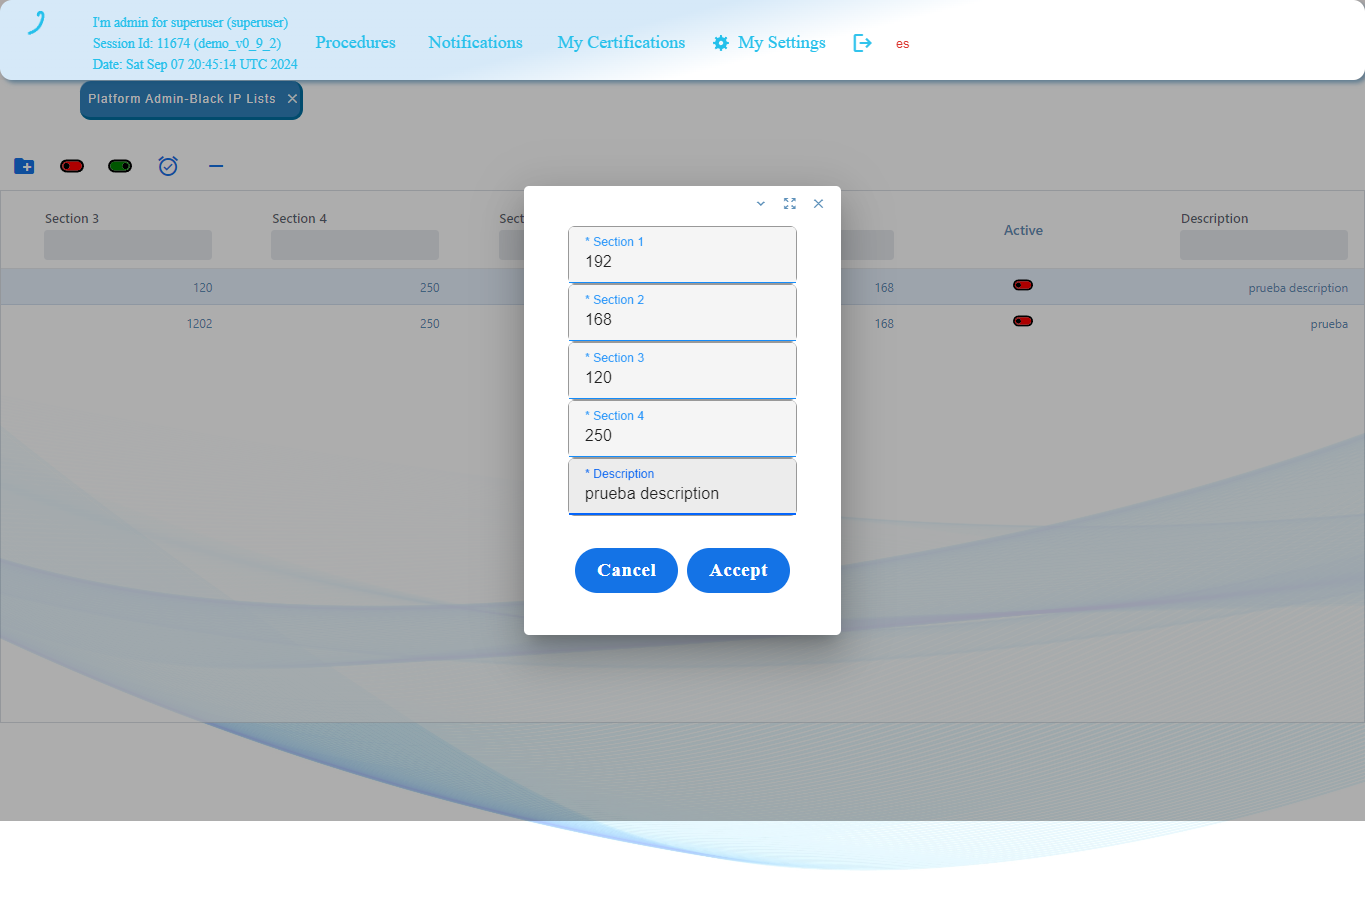 I'm admin for superuser (superuser)
Session Id: 11674 (demo_v0_9_2)
Date: Sat Sep 07 20:45:14 UTC 2024
Procedures
Notifications
My Certifications
My Settings
es
Platform Admin-Black IP Lists
Section 3
Section 4
Sect
Active
Description
120
250
168
prueba description
1202
250
168
prueba
* Section 1
192
* Section 2
168
* Section 3
120
* Section 4
250
* Description
prueba description
Cancel
Accept